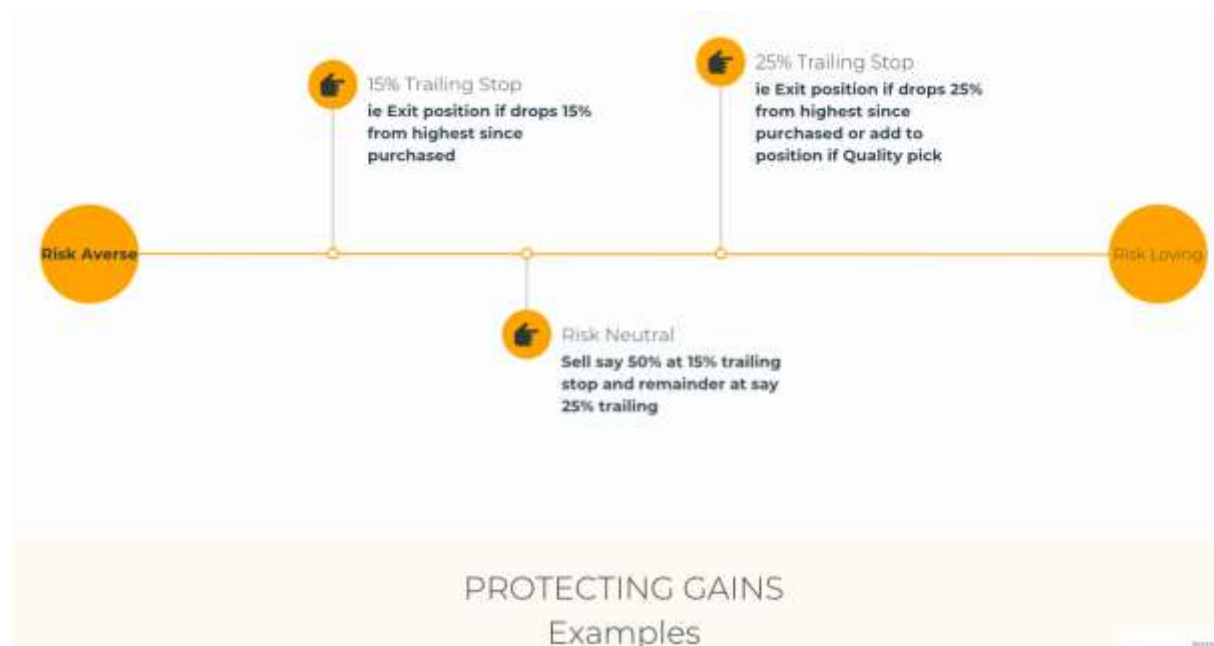 15% Trailing Stop
ie Exit position if drops 15%
from highest since
purchased
25% Trailing Stop
ie Exit position if drops 25%
from highest since
purchased or add to
position if Quality pick
Risk Averse
Risk Loving
Risk Neutral
Sell say 50% at 15% trailing
stop and remainder at say
25% trailing
PROTECTING GAINS
Examples